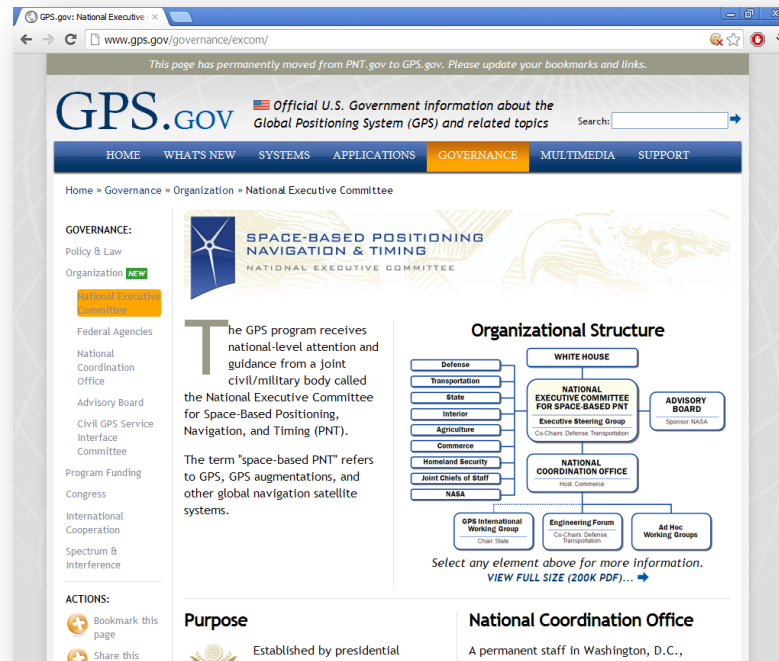 GPS.gov: National Executive
www.gps.gov/governance/excom/
This page has permanently moved from PNT.gov to GPS.gov. Please update your bookmarks and links.
GPS.GOV
Official U.S. Government information about the
Global Positioning System (GPS) and related topics
Search:
HOME WHAT'S NEW SYSTEMS APPLICATIONS GOVERNANCE MULTIMEDIA SUPPORT
Home » Governance » Organization » National Executive Committee
GOVERNANCE:
Policy & Law
Organization NEW
National Executive
Committee
Federal Agencies
National
Coordination
Office
Advisory Board
Civil GPS Service
Interface
Committee
Program Funding
Congress
International
Cooperation
Spectrum &
Interference
ACTIONS:
Bookmark this
page
Share this
SPACE-BASED POSITIONING
NAVIGATION & TIMING
NATIONAL EXECUTIVE COMMITTEE
The GPS program receives
national-level attention and
guidance from a joint
civil/military body called
the National Executive Committee
for Space-Based Positioning,
Navigation, and Timing (PNT).
The term "space-based PNT" refers
to GPS, GPS augmentations, and
other global navigation satellite
systems.
Organizational Structure
WHITE HOUSE
Defense
Transportation
State
Interior
Agriculture
Commerce
Homeland Security
Joint Chiefs of Staff
NASA
NATIONAL
EXECUTIVE COMMITTEE
FOR SPACE-BASED PNT
Executive Steering Group
Co-Chairs: Defense, Transportation
ADVISORY
BOARD
Sponsor: NASA
NATIONAL
COORDINATION OFFICE
Host: Commerce
GPS International
Working Group
Chair: State
Engineering Forum
Co-Chairs: Defense,
Transportation
Ad Hoc
Working Groups
Select any element above for more information.
VIEW FULL SIZE (200K PDF)...
Purpose
Established by presidential
National Coordination Office
A permanent staff in Washington, D.C.,